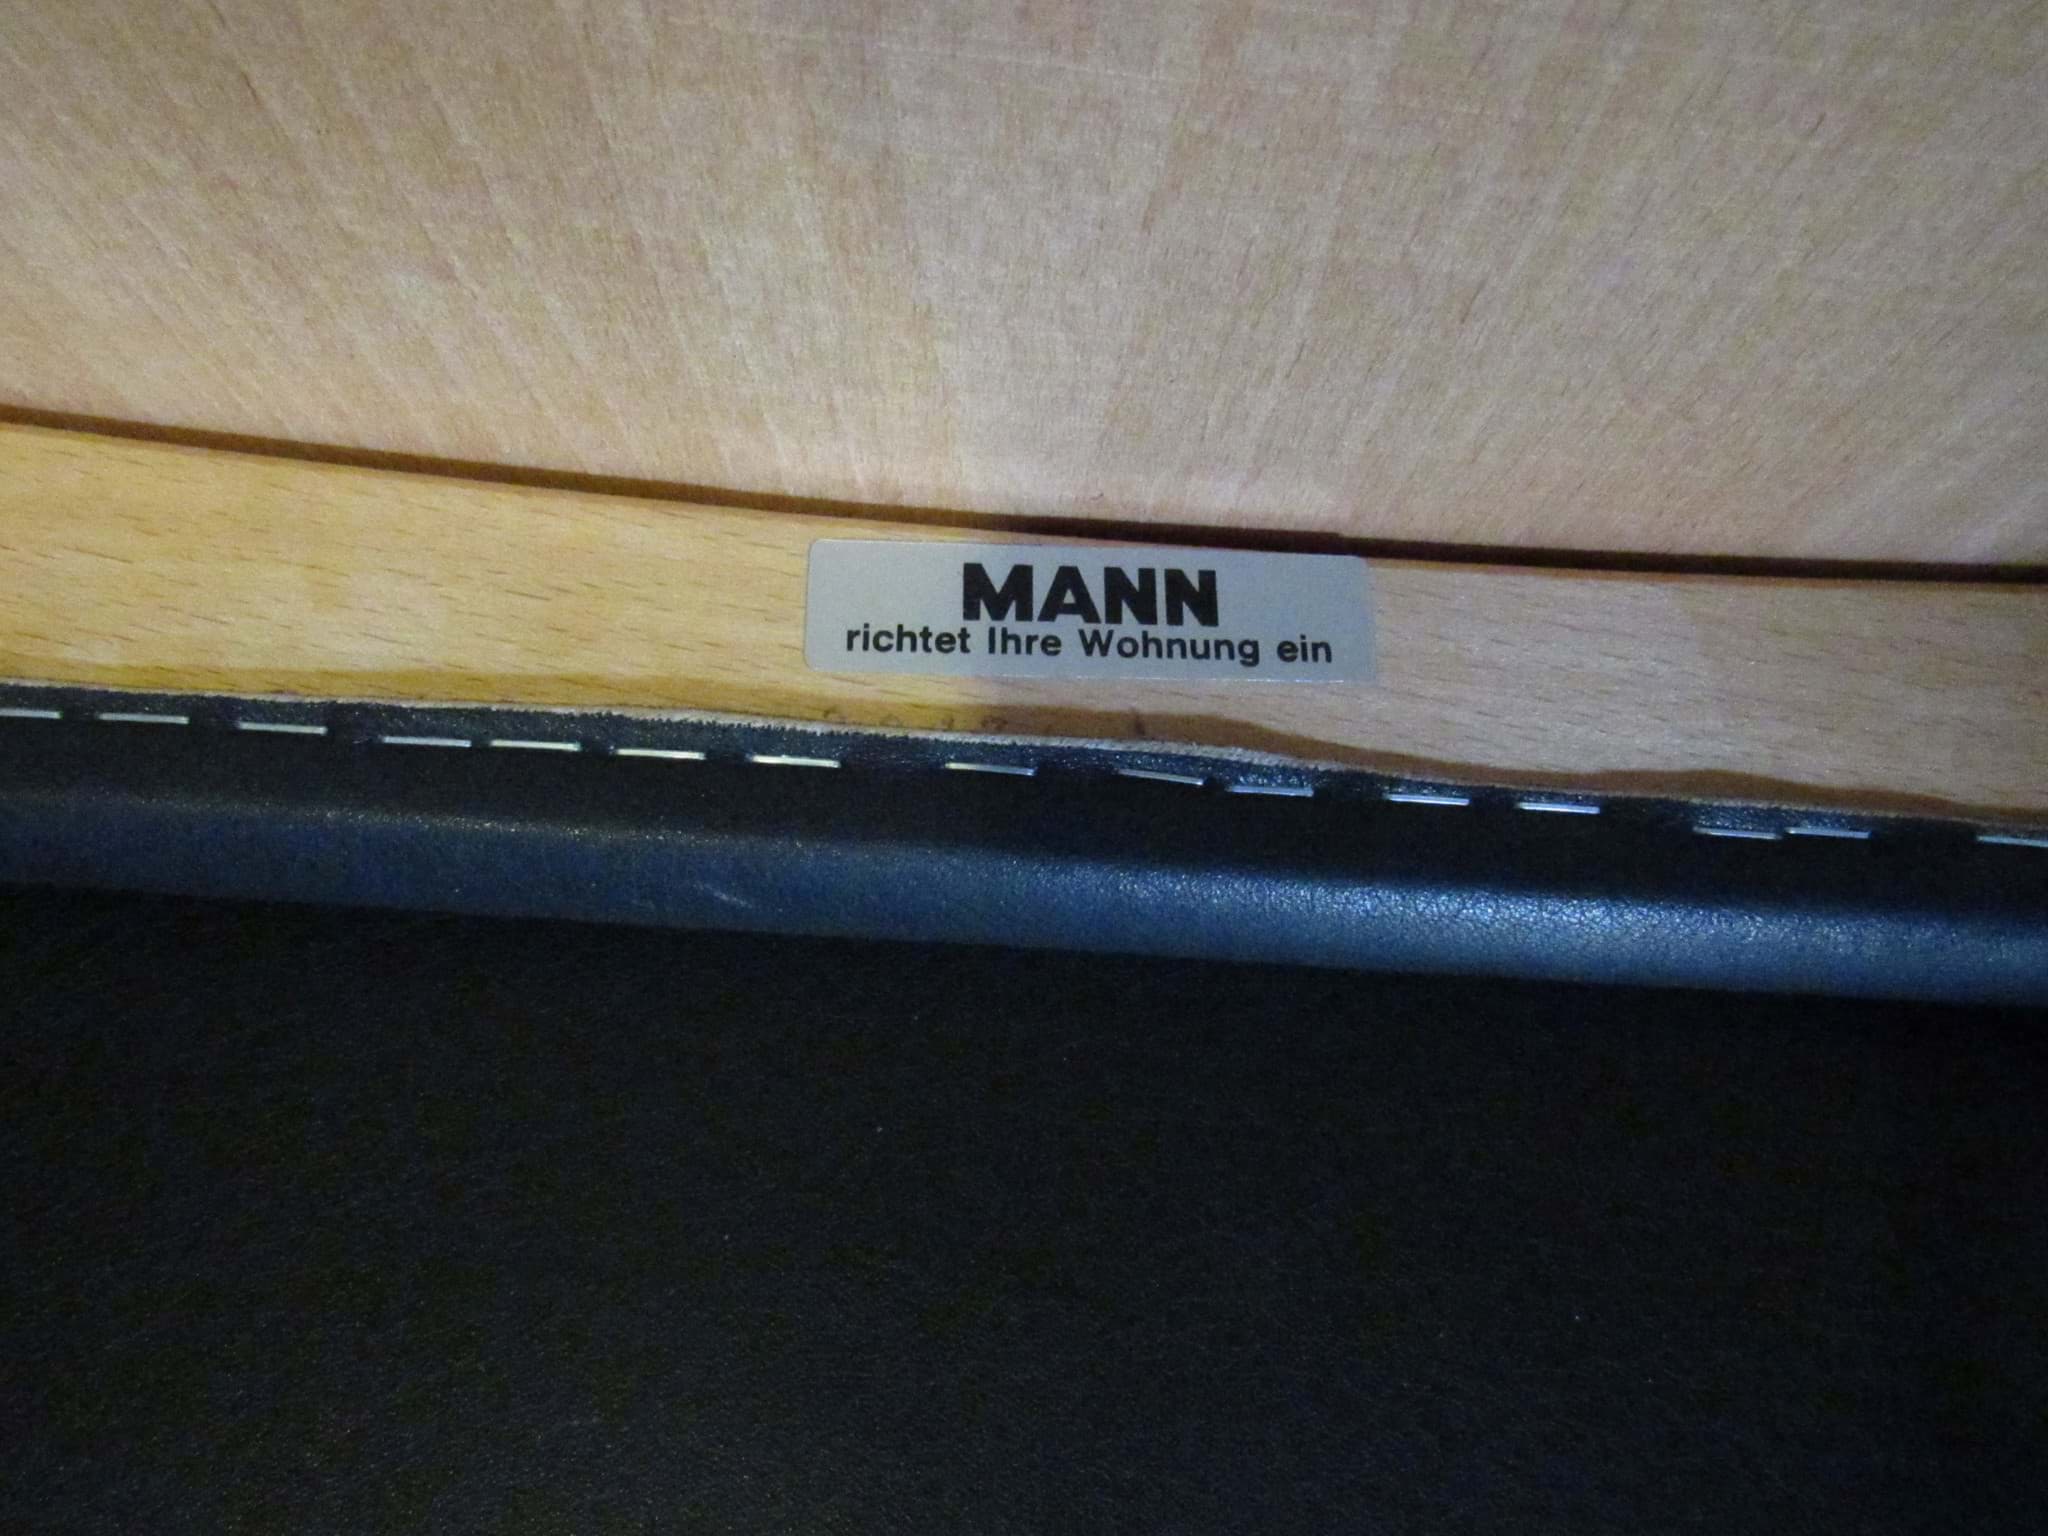 MANN
richtet Ihre Wohnung ein